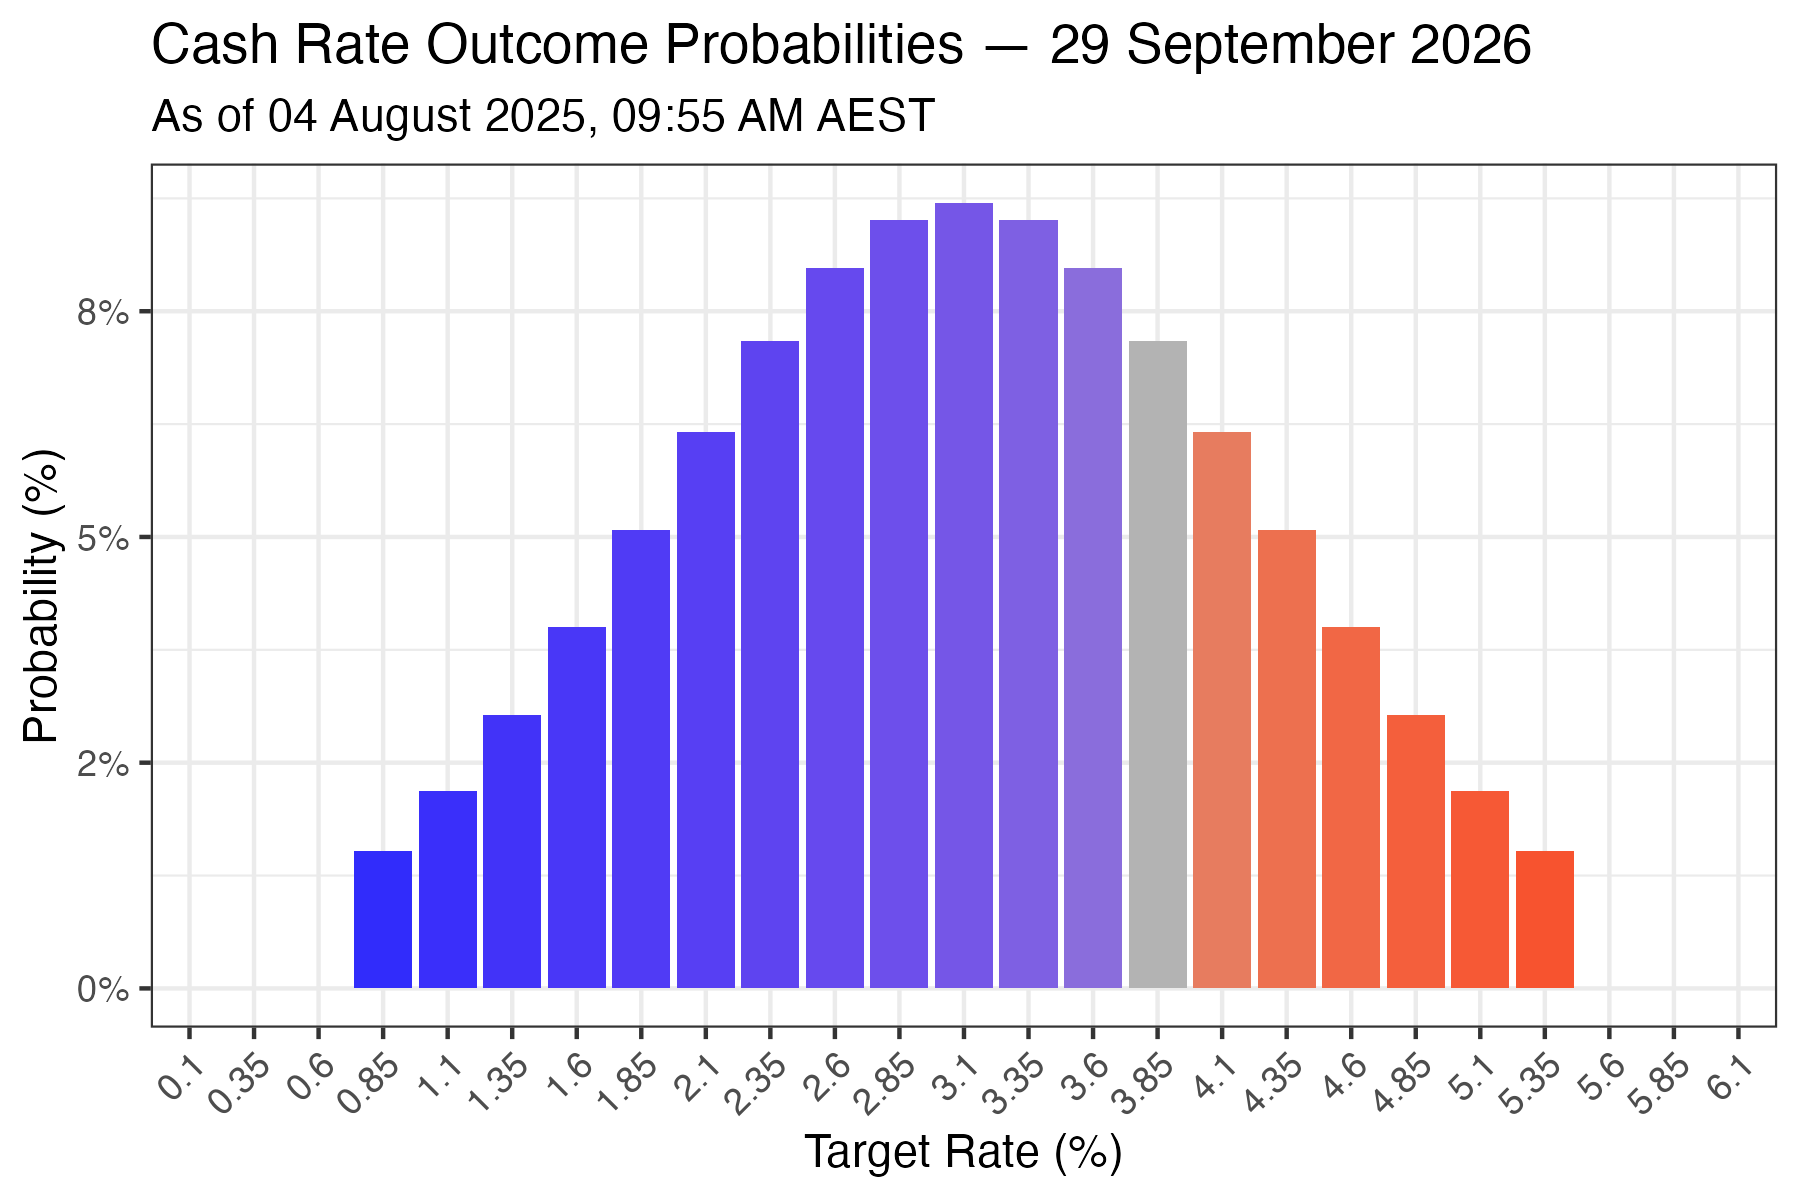 Cash Rate Outcome Probabilities — 29 September 2026
As of 04 August 2025, 09:55 AM AEST
Probability (%)
8%
5%
2%
0%
0.1 0.35 0.6 0.85 1.1 1.35 1.6 1.85 2.1 2.35 2.6 2.85 3.1 3.35 3.6 3.85 4.1 4.35 4.6 4.85 5.1 5.35 5.6 5.85 6.1
Target Rate (%)